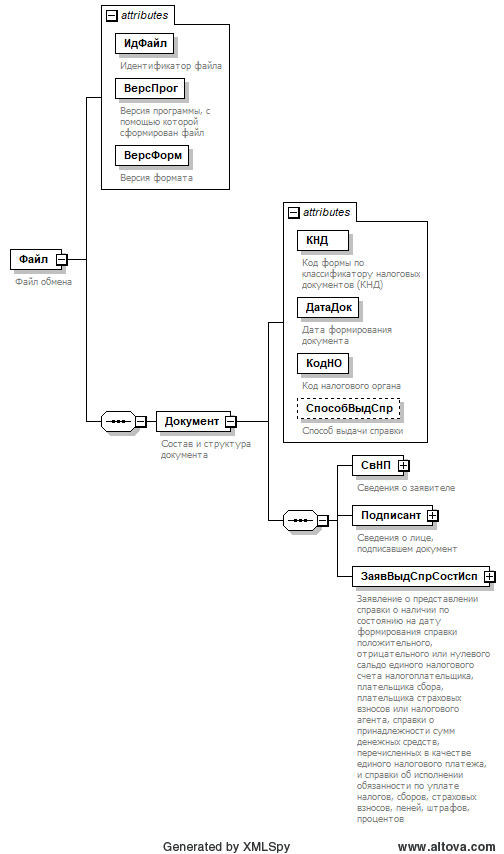 attributes
ИдФайл
Идентификатор файла
ВерсПрог
Версия программы, с
помощью которой
сформирован файл
ВерсФорм
Версия формата
Файл
Файл обмена
Документ
Состав и структура
документа
attributes
КНД
Код формы по
классификатору налоговых
документов (КНД)
ДатаДок
Дата формирования
документа
КодНО
Код налогового органа
СпособВыдСпр
Способ выдачи справки
СвНП
Сведения о заявителе
Подписант
Сведения о лице,
подписавшем документ
ЗаявВыдСпрСостИсп
Заявление о представлении
справки о наличии по
состоянию на дату
формирования справки
положительного,
отрицательного или нулевого
сальдо единого налогового
счета налогоплательщика,
плательщика сбора,
плательщика страховых
взносов или налогового
агента, справки о
принадлежности сумм
денежных средств,
перечисленных в качестве
единого налогового платежа,
и справки об исполнении
обязанности по уплате
налогов, сборов, страховых
взносов, пеней, штрафов,
процентов
Generated by XMLSpy
www.altova.com